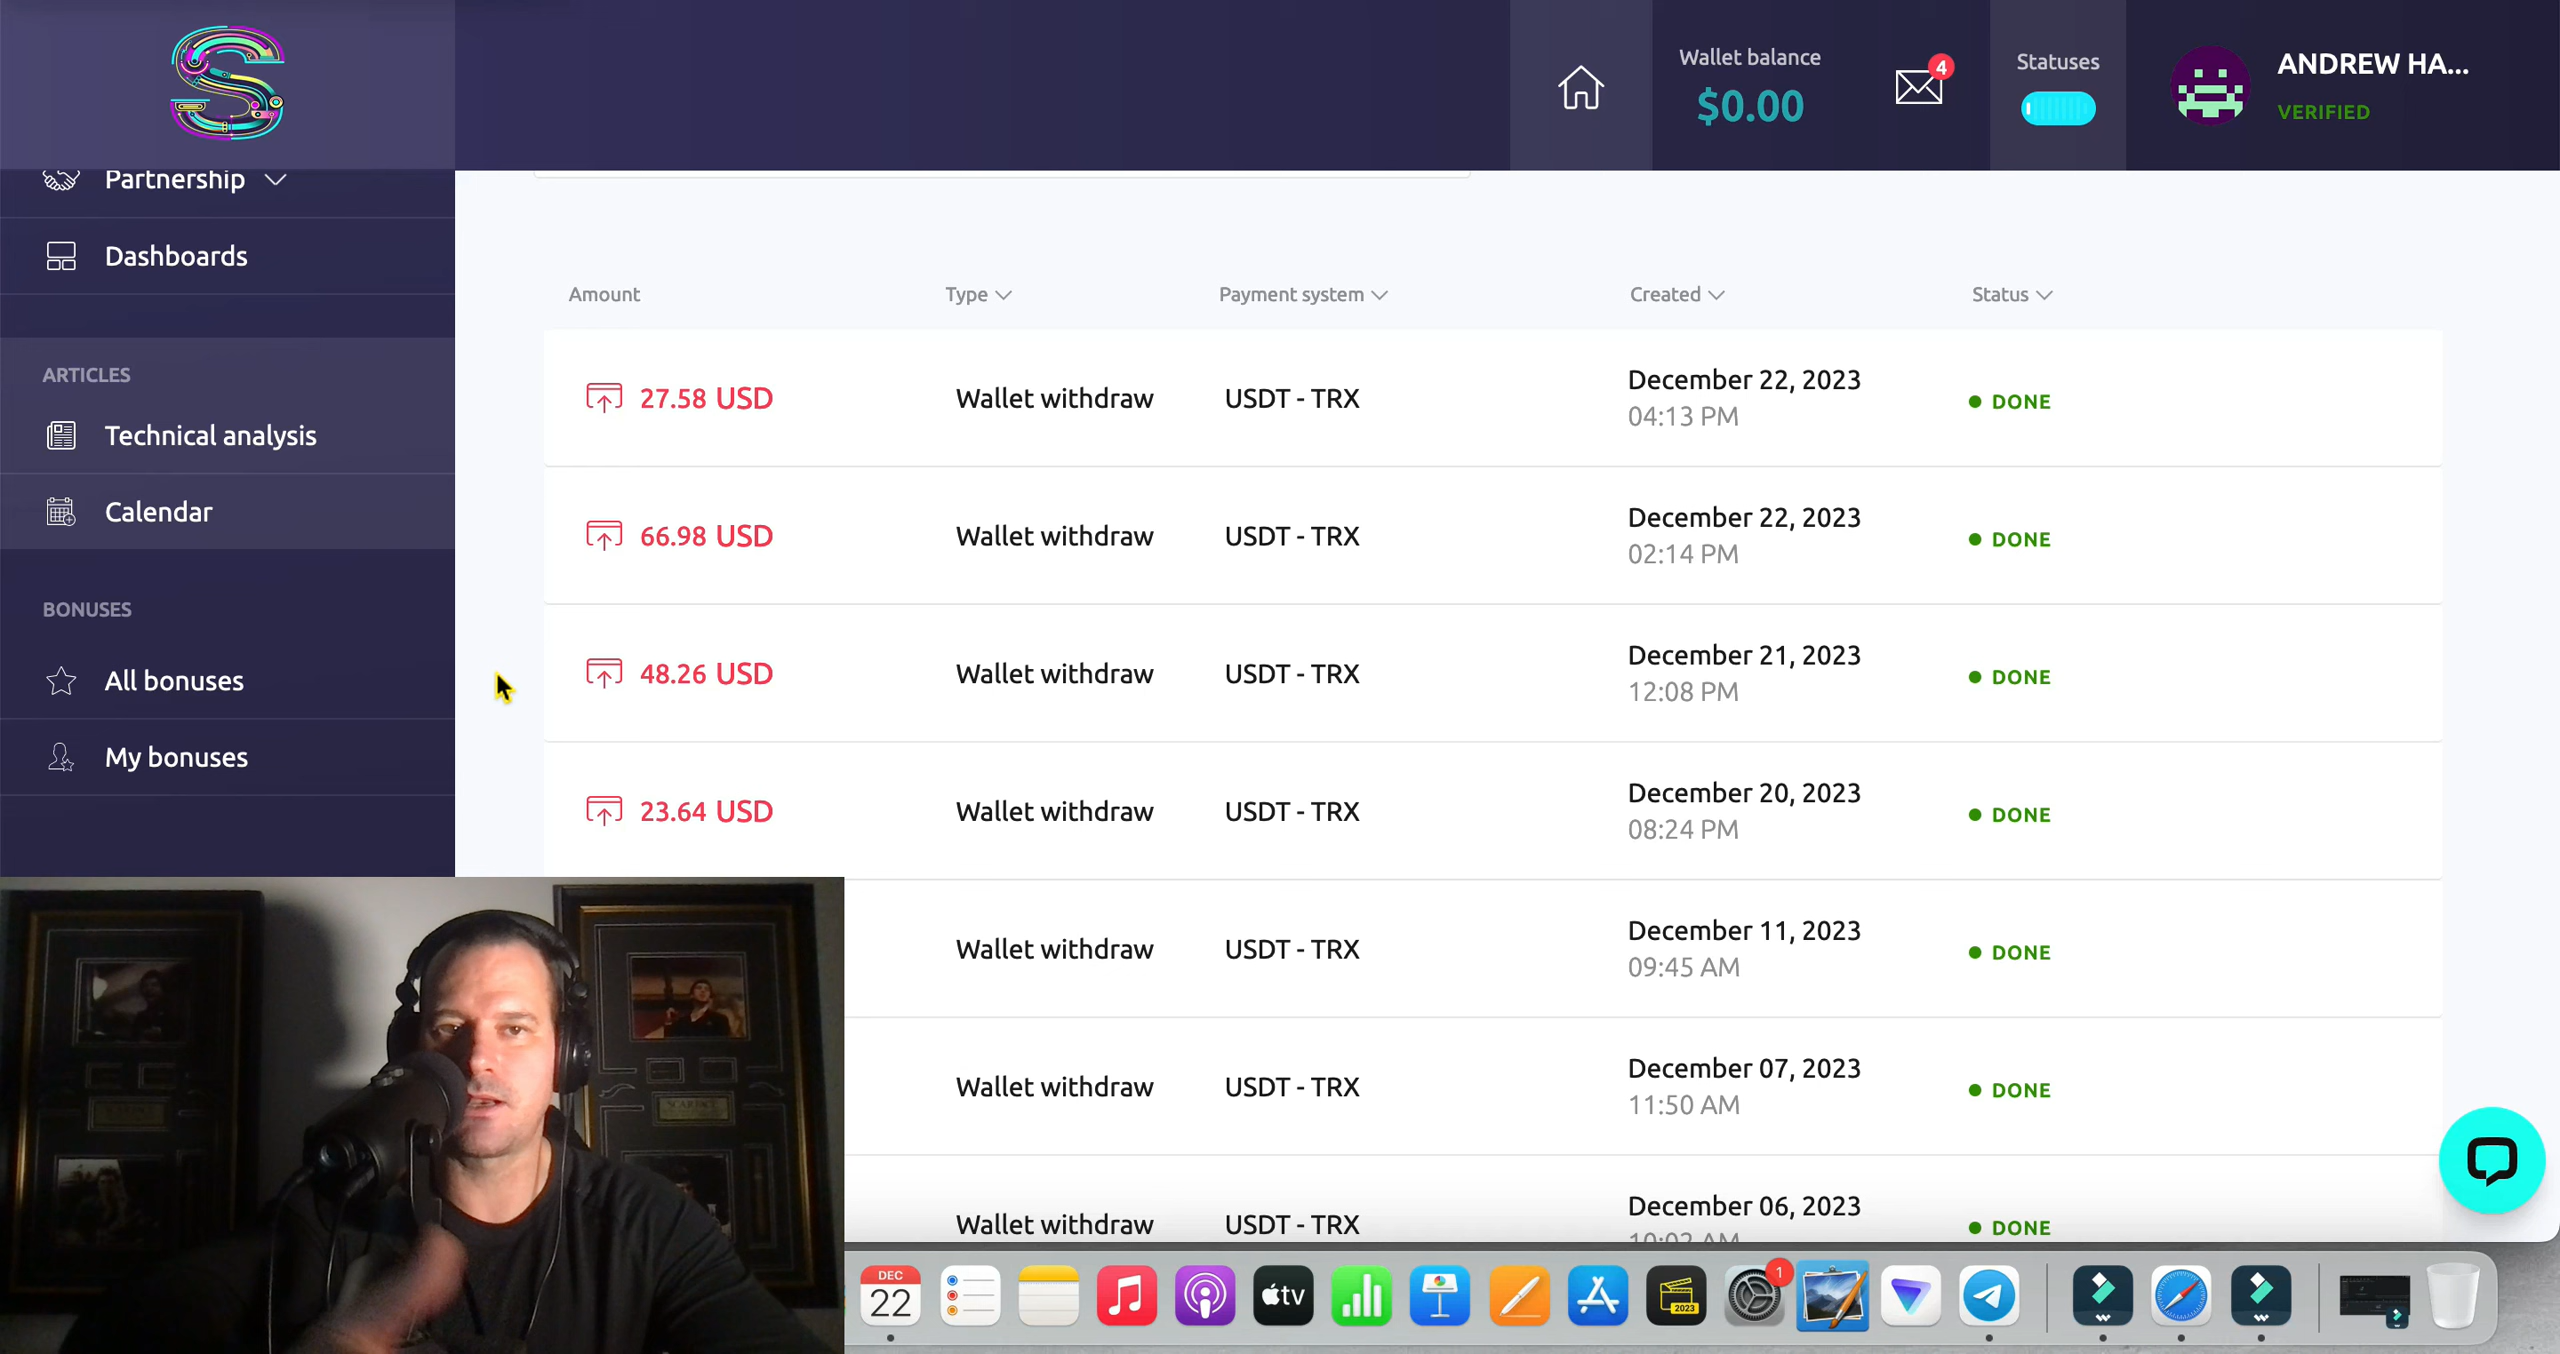 Wallet balance
$0.00
4
Statuses
ANDREW HA...
VERIFIED
Partnership
Dashboards
ARTICLES
Technical analysis
Calendar
BONUSES
All bonuses
My bonuses
Amount Type Payment system Created Status
27.58 USD Wallet withdraw USDT - TRX December 22, 2023 DONE
04:13 PM
66.98 USD Wallet withdraw USDT - TRX December 22, 2023 DONE
02:14 PM
48.26 USD Wallet withdraw USDT - TRX December 21, 2023 DONE
12:08 PM
23.64 USD Wallet withdraw USDT - TRX December 20, 2023 DONE
08:24 PM
Wallet withdraw USDT - TRX December 11, 2023 DONE
09:45 AM
Wallet withdraw USDT - TRX December 07, 2023 DONE
11:50 AM
Wallet withdraw USDT - TRX December 06, 2023 DONE
10:02 AM
SCARFACE
DEC
22
tv
2023
1